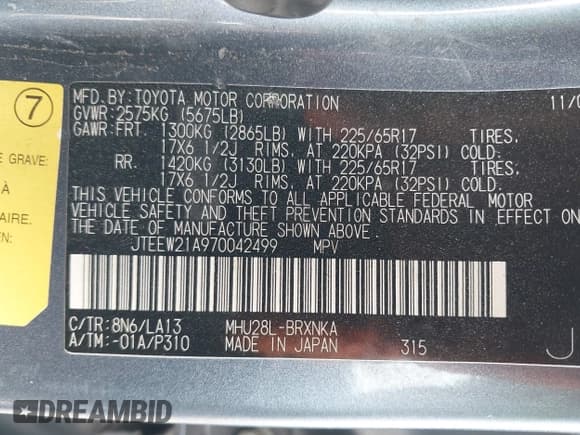 7
E GRAVE:
À
AIRE.
EN:
MFD. BY: TOYOTA MOTOR CORPORATION 11/0
GVWR: 2575KG (5675LB)
GAWR: FRT. 1300KG (2865LB) WITH 225/65R17 TIRES,
17X6 1/2J RIMS, AT 220KPA (32PSI) COLD.
RR. 1420KG (3130LB) WITH 225/65R17 TIRES,
17X6 1/2J RIMS, AT 220KPA (32PSI) COLD.
THIS VEHICLE CONFORMS TO ALL APPLICABLE FEDERAL MOTOR
VEHICLE SAFETY AND THEFT PREVENTION STANDARDS IN EFFECT ON
THE DATE OF MANUFACTURE SHOWN ABOVE.
JTEEW21A970042499 MPV
C/TR: 8N6/LA13 MHU28L-BRXNKA
A/TM: -01A/P310 MADE IN JAPAN 315 J
DREAMBID